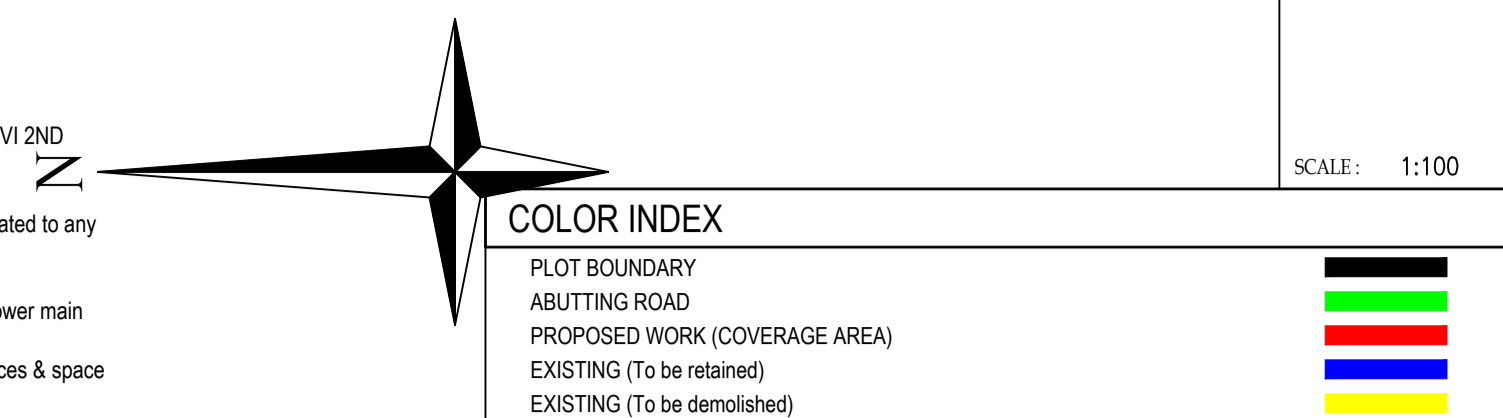 VI 2ND
N
SCALE : 1:100
ated to any
COLOR INDEX
PLOT BOUNDARY
ABUTTING ROAD
ower main
PROPOSED WORK (COVERAGE AREA)
ces & space
EXISTING (To be retained)
EXISTING (To be demolished)